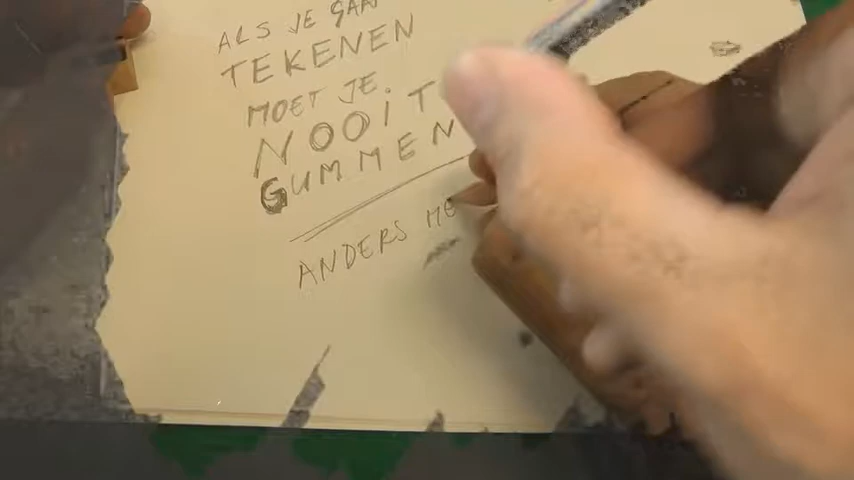 ALS JE GAAT
TEKENEN
MOET JE
NOOIT
GUMMEN
ANDERS